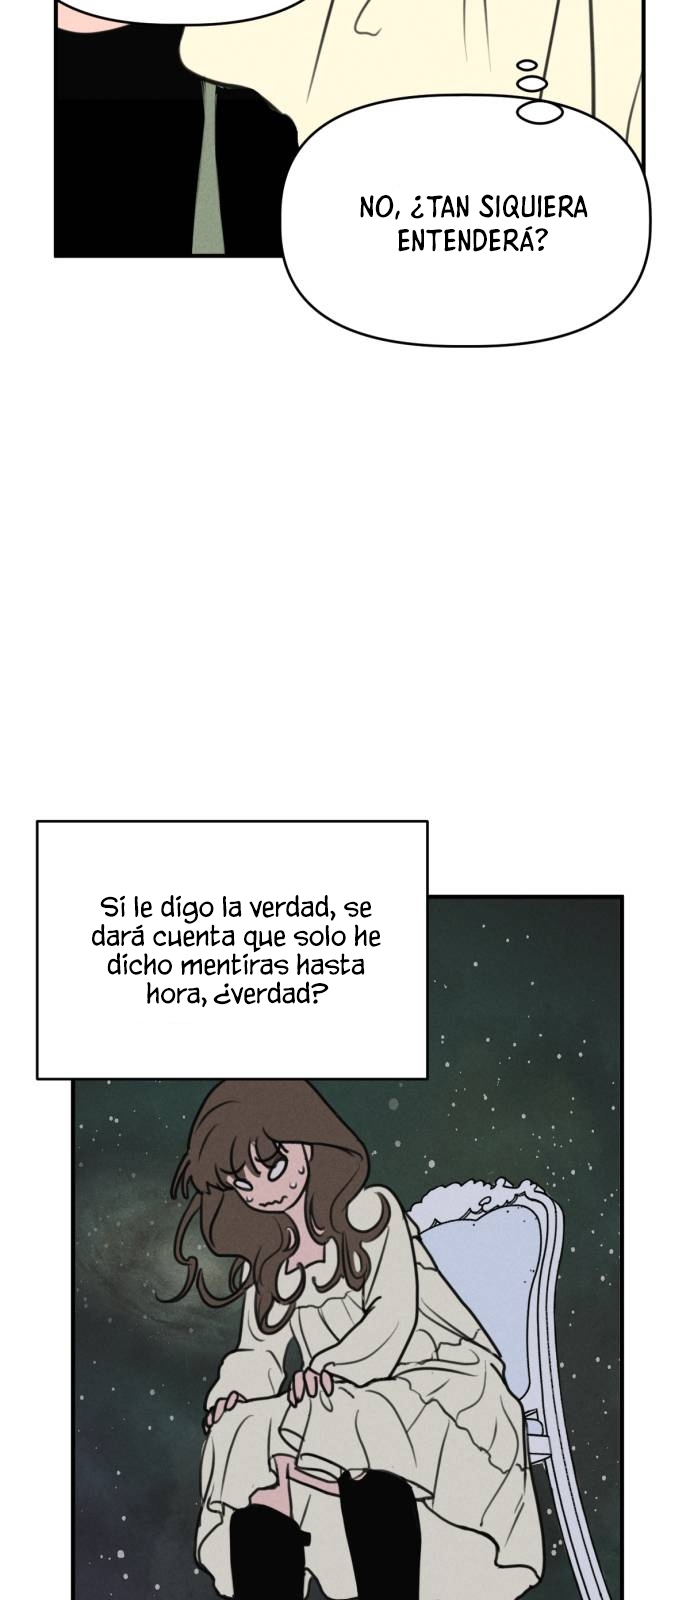 NO, ¿TAN SIQUIERA
ENTENDERÁ?
Si le digo la verdad, se
dará cuenta que solo he
dicho mentiras hasta
hora, ¿verdad?